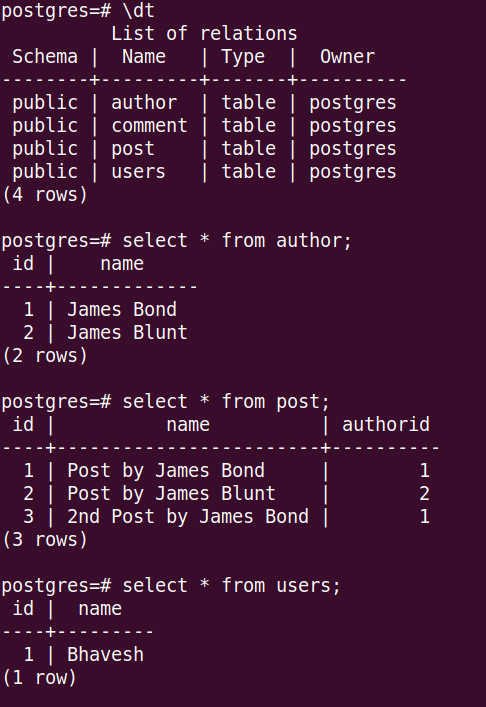 postgres=# \dt
          List of relations
 Schema |  Name   | Type  |  Owner
--------+---------+-------+----------
 public | author  | table | postgres
 public | comment | table | postgres
 public | post    | table | postgres
 public | users   | table | postgres
(4 rows)

postgres=# select * from author;
 id |    name
----+-------------
  1 | James Bond
  2 | James Blunt
(2 rows)

postgres=# select * from post;
 id |          name          | authorid
----+------------------------+----------
  1 | Post by James Bond     |        1
  2 | Post by James Blunt    |        2
  3 | 2nd Post by James Bond |        1
(3 rows)

postgres=# select * from users;
 id |  name
----+---------
  1 | Bhavesh
(1 row)